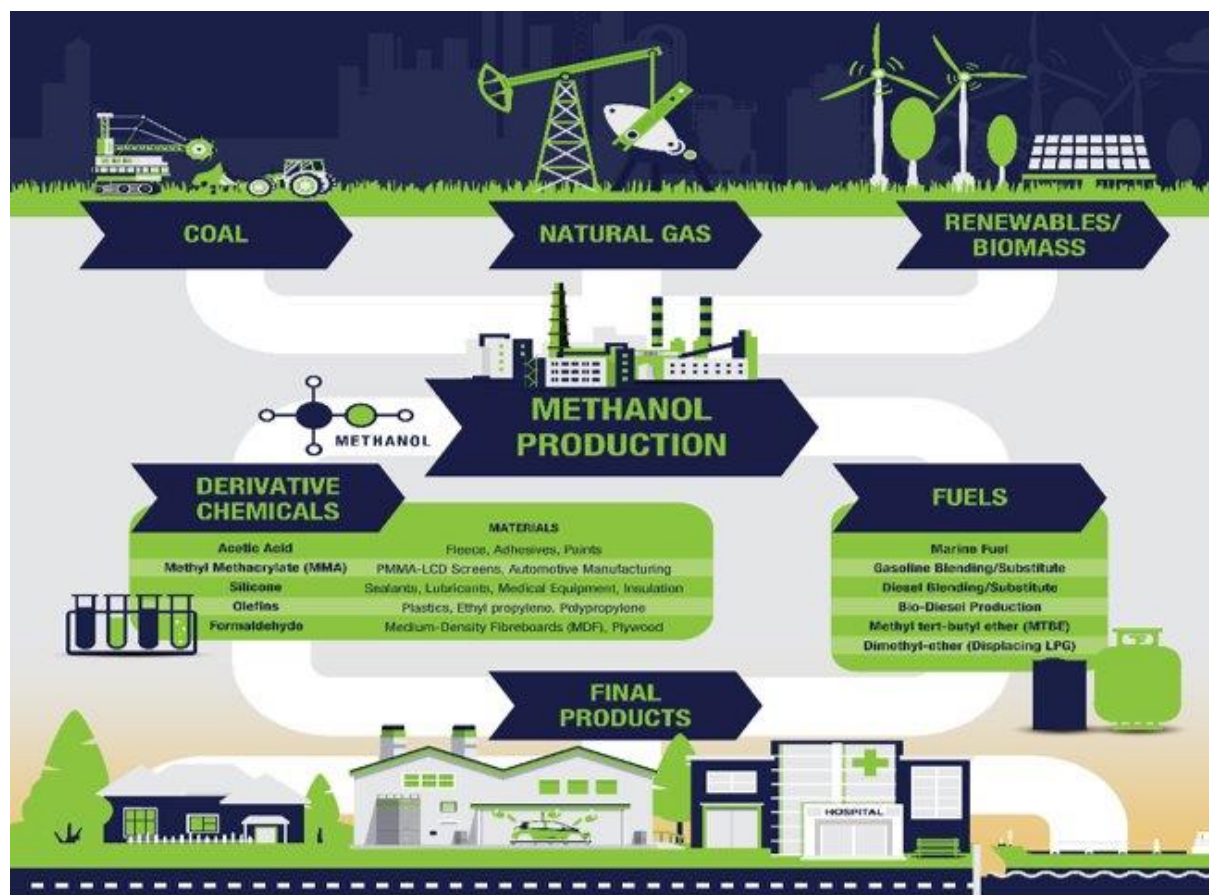 COAL
NATURAL GAS
RENEWABLES/
BIOMASS
METHANOL
PRODUCTION
METHANOL
DERIVATIVE
CHEMICALS
MATERIALS
Acetic Acid Fleece, Adhesives, Paints
Methyl Methacrylate (MMA) PMMA-LCD Screens, Automotive Manufacturing
Silicone Sealants, Lubricants, Medical Equipment, Insulation
Olefins Plastics, Ethyl propylene, Polypropylene
Formaldehyde Medium-Density Fibreboards (MDF), Plywood
FUELS
Marine Fuel
Gasoline Blending/Substitute
Diesel Blending/Substitute
Bio-Diesel Production
Methyl tert-butyl ether (MTBE)
Dimethyl-ether (Displacing LPG)
FINAL
PRODUCTS
HOSPITAL